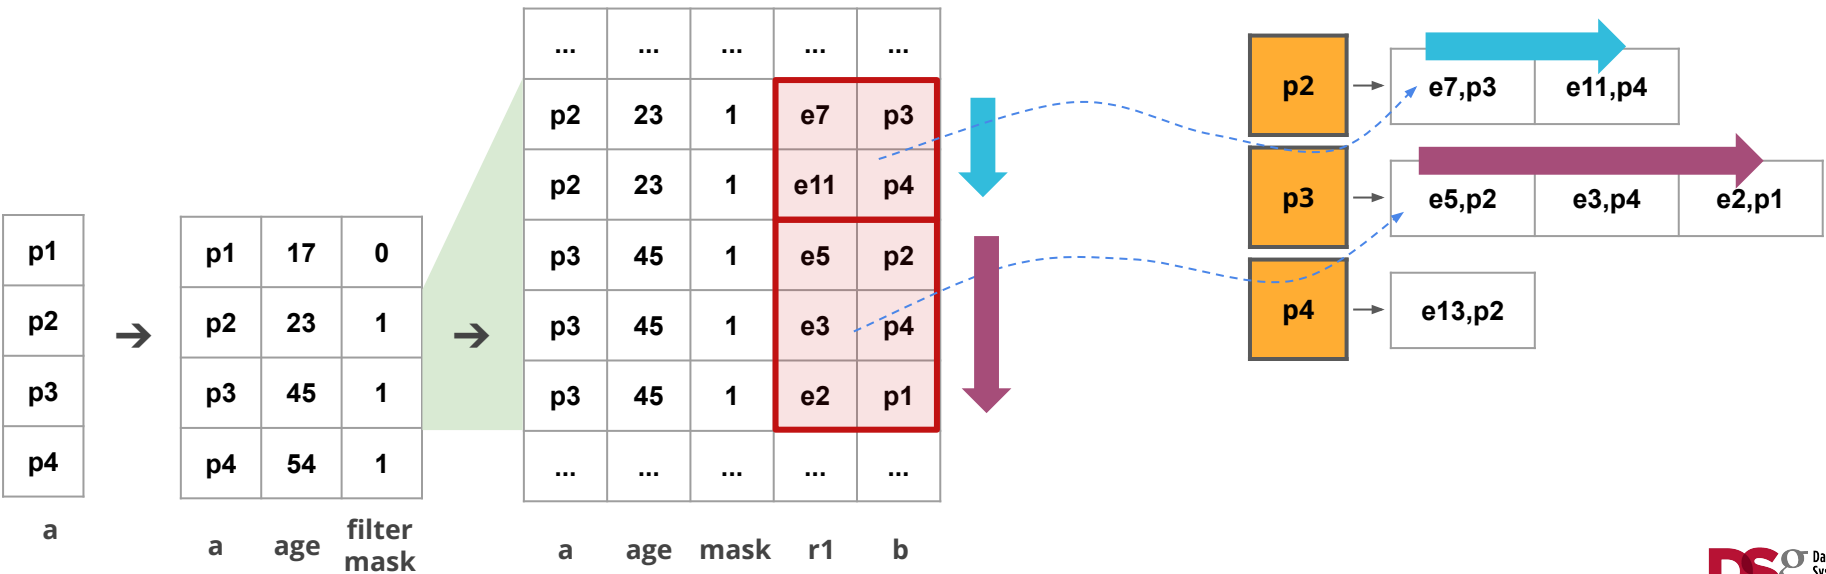 p1
p2
p3
p4
a
p1 17 0
p2 23 1
p3 45 1
p4 54 1
a age filter mask
... ... ... ... ...
p2 23 1 e7 p3
p2 23 1 e11 p4
p3 45 1 e5 p2
p3 45 1 e3 p4
p3 45 1 e2 p1
... ... ... ... ...
a age mask r1 b
p2 e7,p3 e11,p4
p3 e5,p2 e3,p4 e2,p1
p4 e13,p2